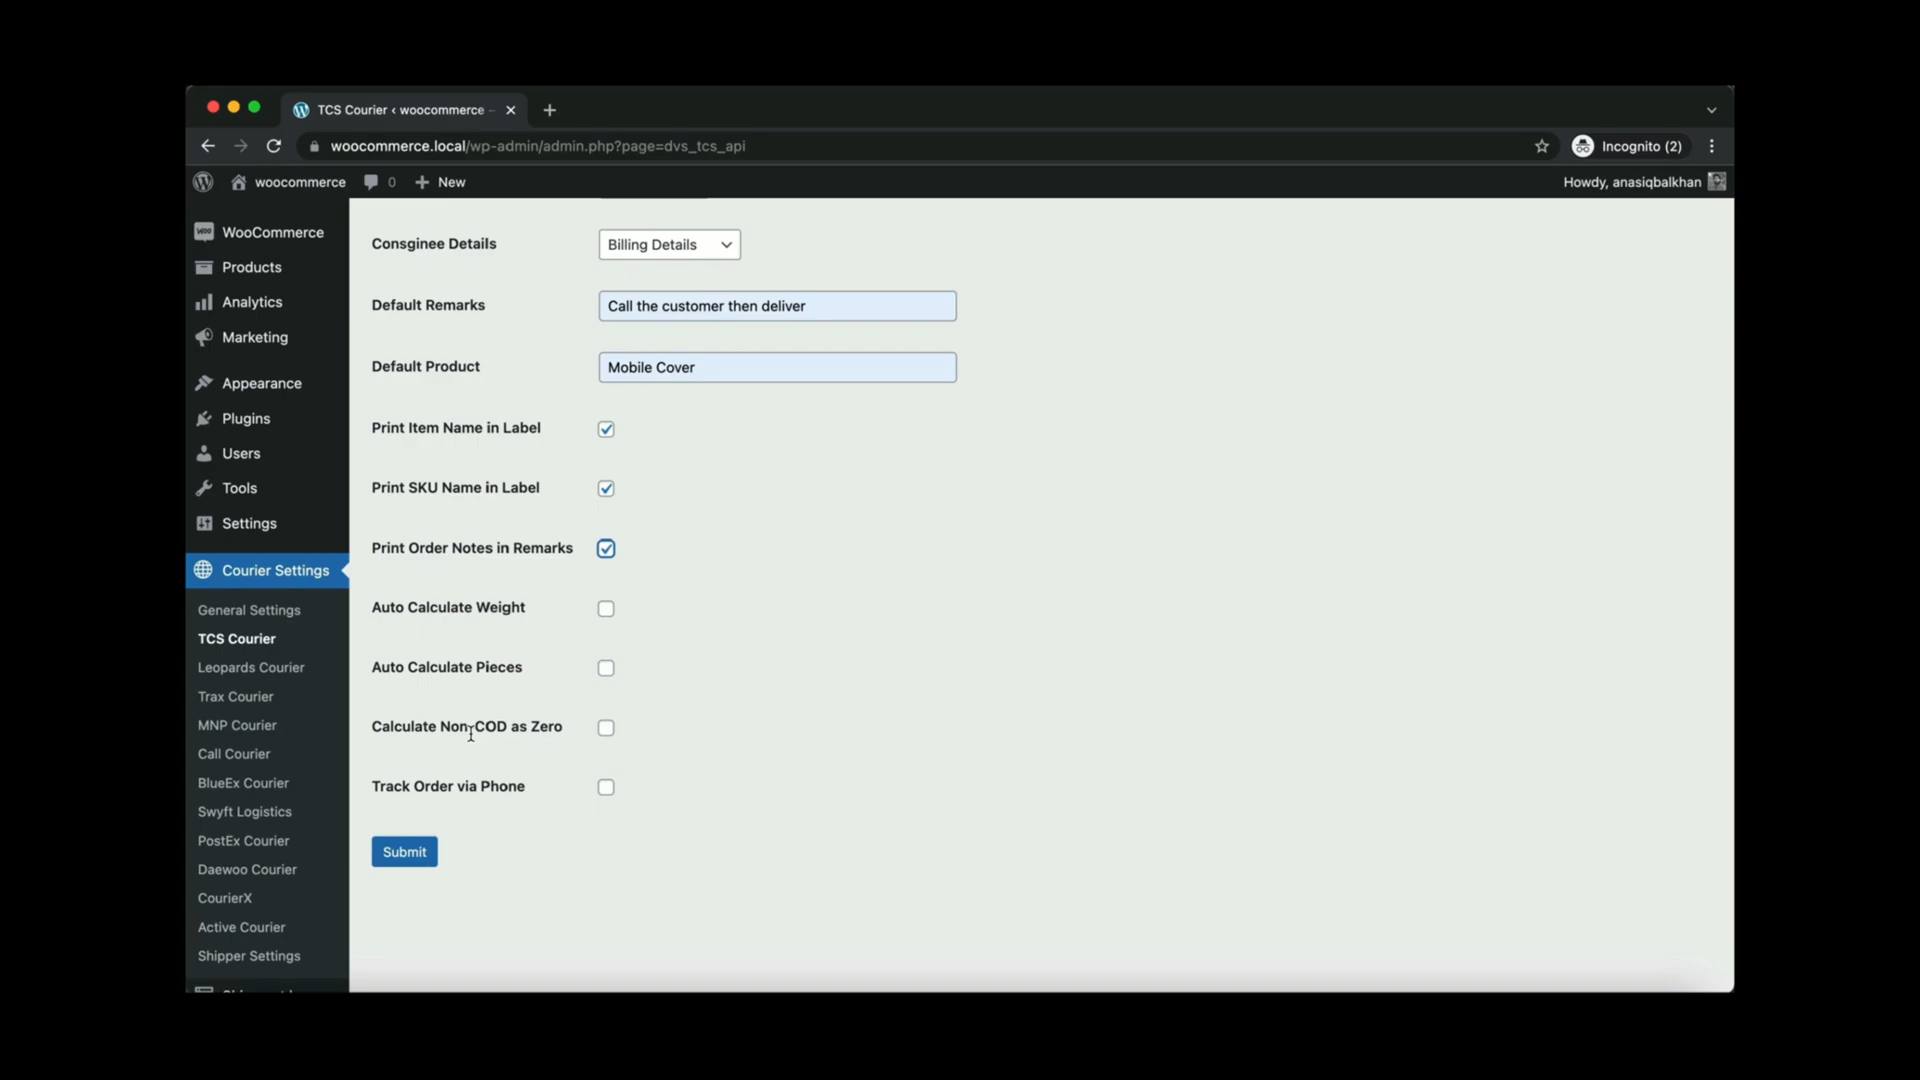 TCS Courier ‹ woocommerce –
woocommerce.local/wp-admin/admin.php?page=dvs_tcs_api
Incognito (2)
woocommerce
0
New
Howdy, anasiqbalkhan
woo
WooCommerce
Products
Analytics
Marketing
Appearance
Plugins
Users
Tools
Settings
Courier Settings
General Settings
TCS Courier
Leopards Courier
Trax Courier
MNP Courier
Call Courier
BlueEx Courier
Swyft Logistics
PostEx Courier
Daewoo Courier
CourierX
Active Courier
Shipper Settings
Consginee Details
Billing Details
Default Remarks
Call the customer then deliver
Default Product
Mobile Cover
Print Item Name in Label
Print SKU Name in Label
Print Order Notes in Remarks
Auto Calculate Weight
Auto Calculate Pieces
Calculate Non-COD as Zero
Track Order via Phone
Submit